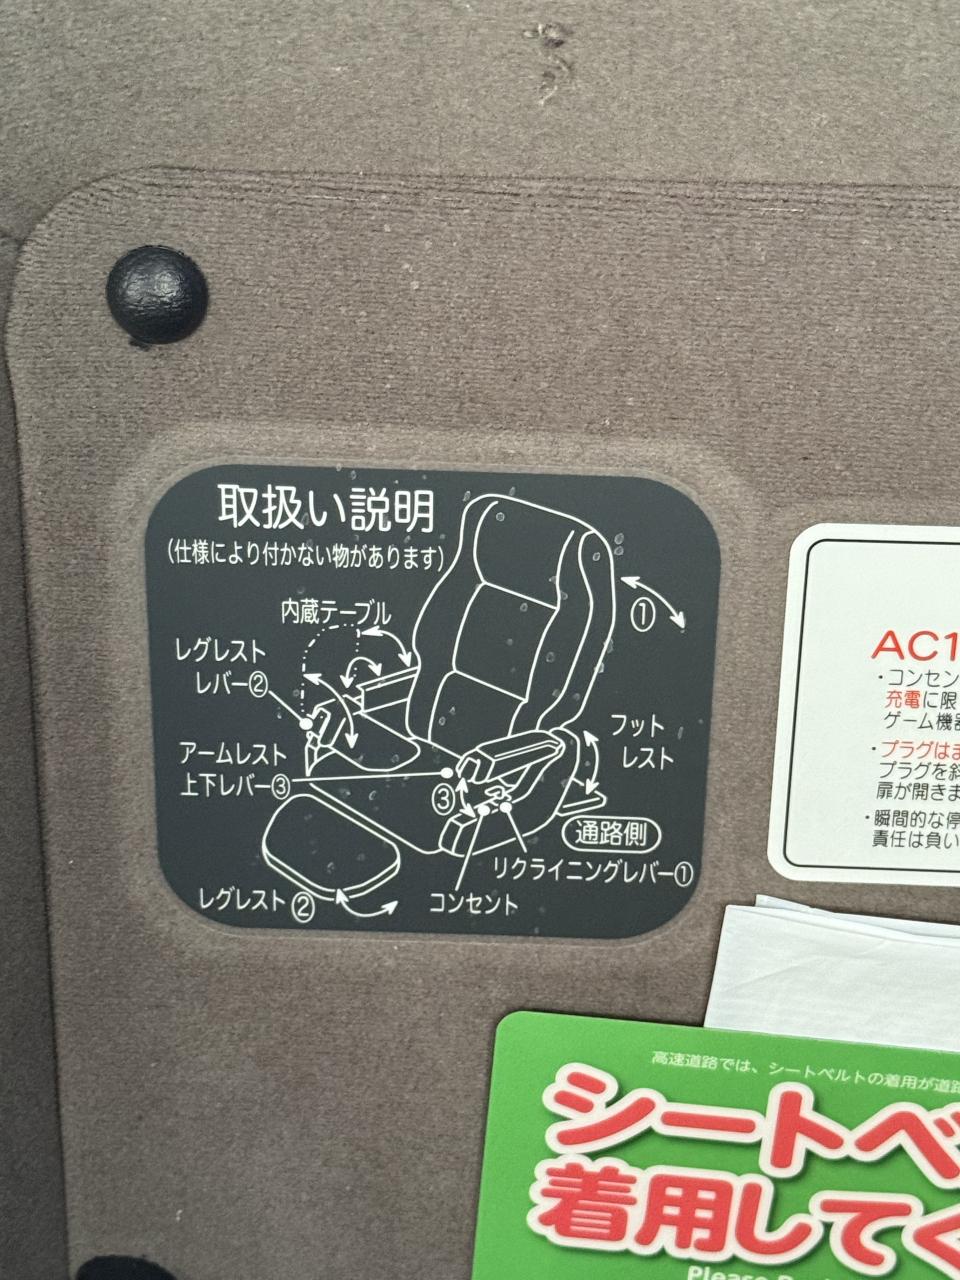 取扱い説明
(仕様により付かない物があります)
内蔵テーブル
レグレスト
レバー②
アームレスト
上下レバー③
①
フット
レスト
③
通路側
リクライニングレバー①
コンセント
レグレスト②
AC1
・コンセン
充電に限
ゲーム機器
・プラグはま
プラグを斜
扉が開きま
・瞬間的な停
責任は負い
高速道路では、シートベルトの着用が道路
シートベ
着用してく
Please